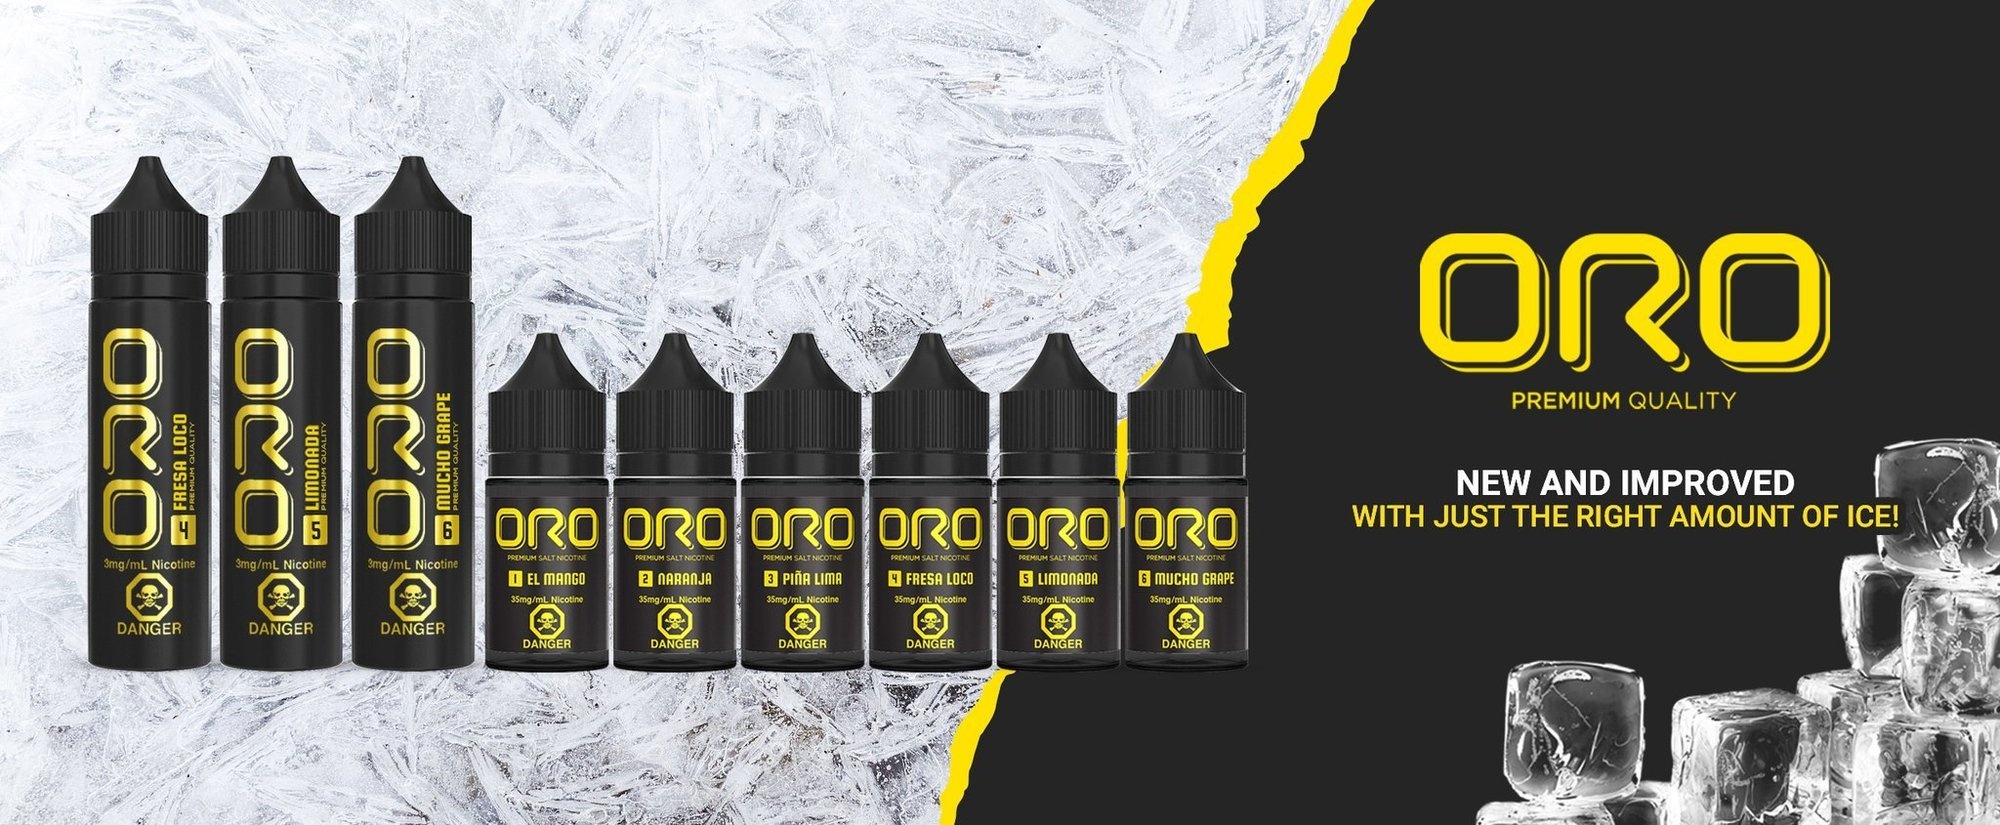 ORO
4 FRESA LOCO
PREMIUM QUALITY
3mg/mL Nicotine
DANGER
ORO
5 LIMONADA
PREMIUM QUALITY
3mg/mL Nicotine
DANGER
ORO
6 MUCHO GRAPE
PREMIUM QUALITY
3mg/mL Nicotine
DANGER
ORO
PREMIUM SALT NICOTINE
1 EL MANGO
35mg/mL Nicotine
DANGER
ORO
PREMIUM SALT NICOTINE
2 NARANJA
35mg/mL Nicotine
DANGER
ORO
PREMIUM SALT NICOTINE
3 PIÑA LIMA
35mg/mL Nicotine
DANGER
ORO
PREMIUM SALT NICOTINE
4 FRESA LOCO
35mg/mL Nicotine
DANGER
ORO
PREMIUM SALT NICOTINE
5 LIMONADA
35mg/mL Nicotine
DANGER
ORO
PREMIUM SALT NICOTINE
6 MUCHO GRAPE
35mg/mL Nicotine
DANGER
ORO
PREMIUM QUALITY
NEW AND IMPROVED
WITH JUST THE RIGHT AMOUNT OF ICE!